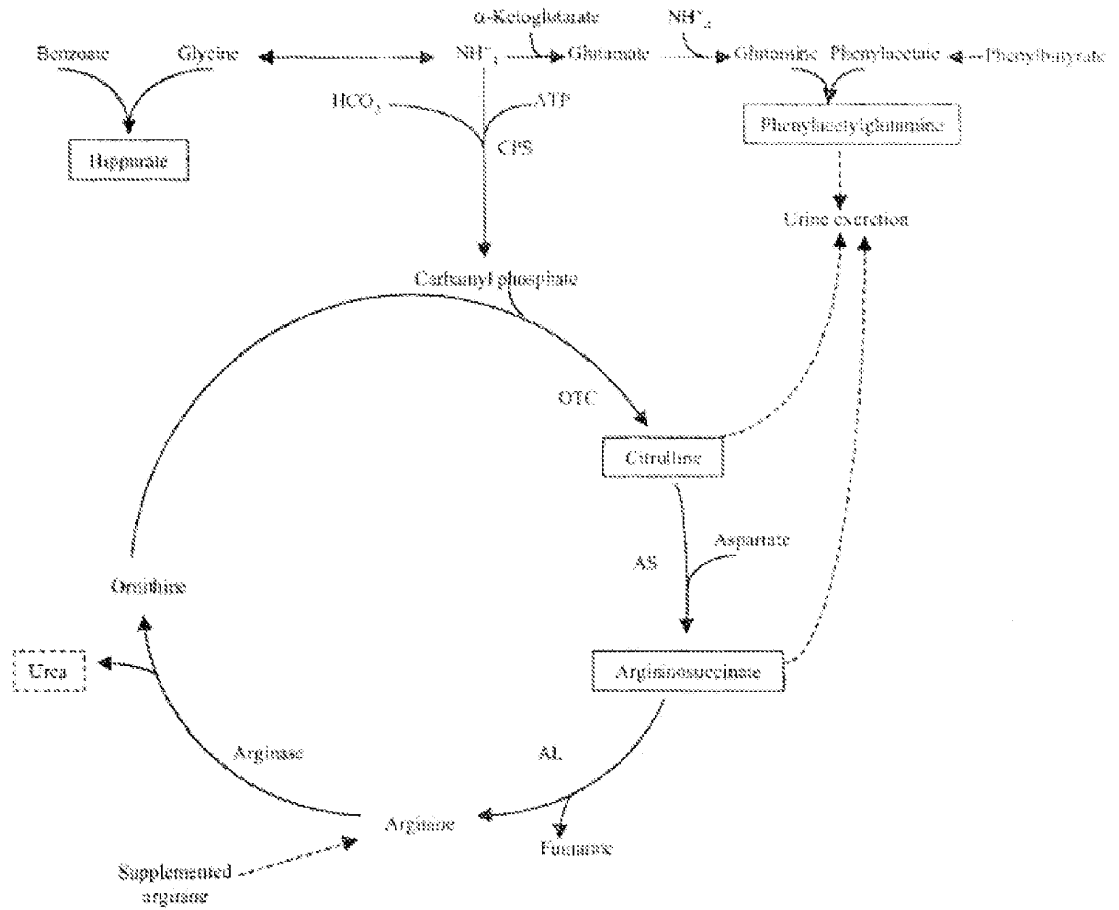 α-Ketoglutarate
NH⁺₄
Benzoate Glycine NH⁺₄ Glutamate Glutamine Phenylacetate Phenylbutyrate
HCO₃ ATP
CPS
Hippurate
Phenylacetylglutamine
Urine excretion
Carbamyl phosphate
OTC
Citrulline
AS
Aspartate
Ornithine
Urea
Argininosuccinate
Arginase
AL
Arginine
Fumarate
Supplemented
arginine